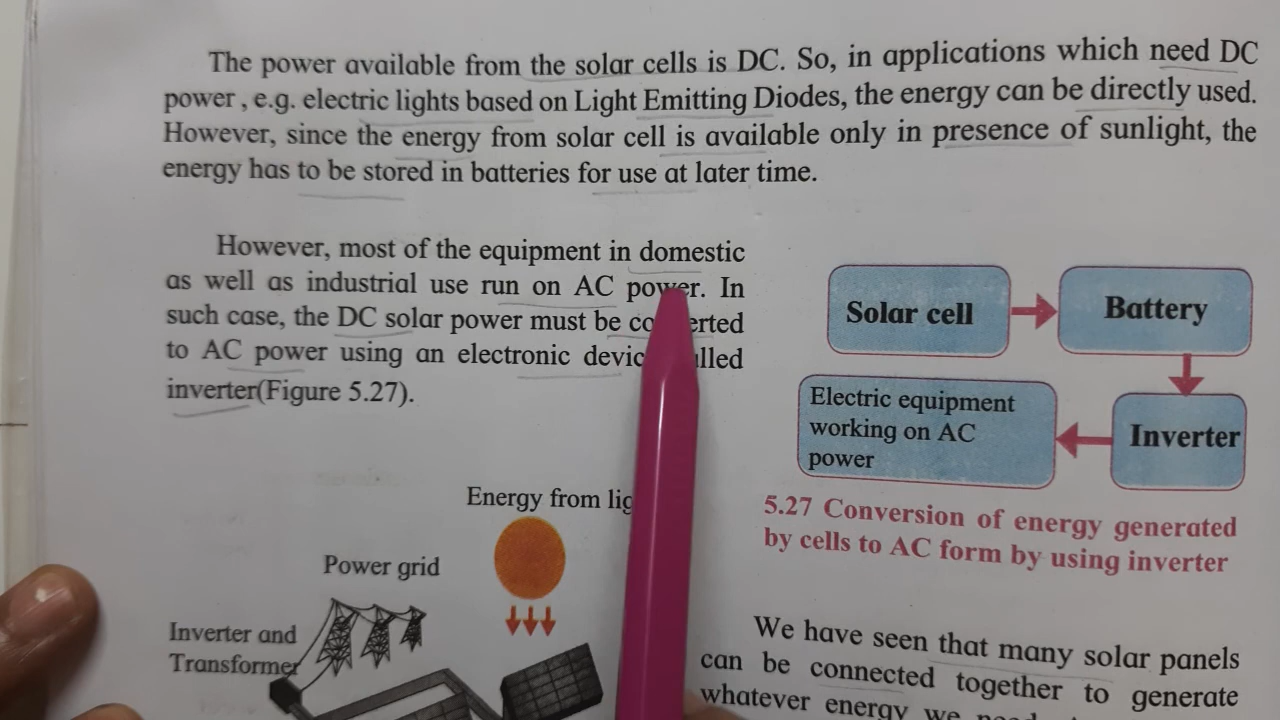 The power available from the solar cells is DC. So, in applications which need DC
power , e.g. electric lights based on Light Emitting Diodes, the energy can be directly used.
However, since the energy from solar cell is available only in presence of sunlight, the
energy has to be stored in batteries for use at later time.
However, most of the equipment in domestic
as well as industrial use run on AC power. In
such case, the DC solar power must be
to AC power using an electronic
inverter(Figure 5.27).
Solar cell
Battery
Inverter
Electric equipment
working on AC
power
5.27 Conversion of energy generated
by cells to AC form by using inverter
Energy from
Power grid
Inverter and
Transformer
We have seen that many solar panels
can be connected together to generate
whatever energy we